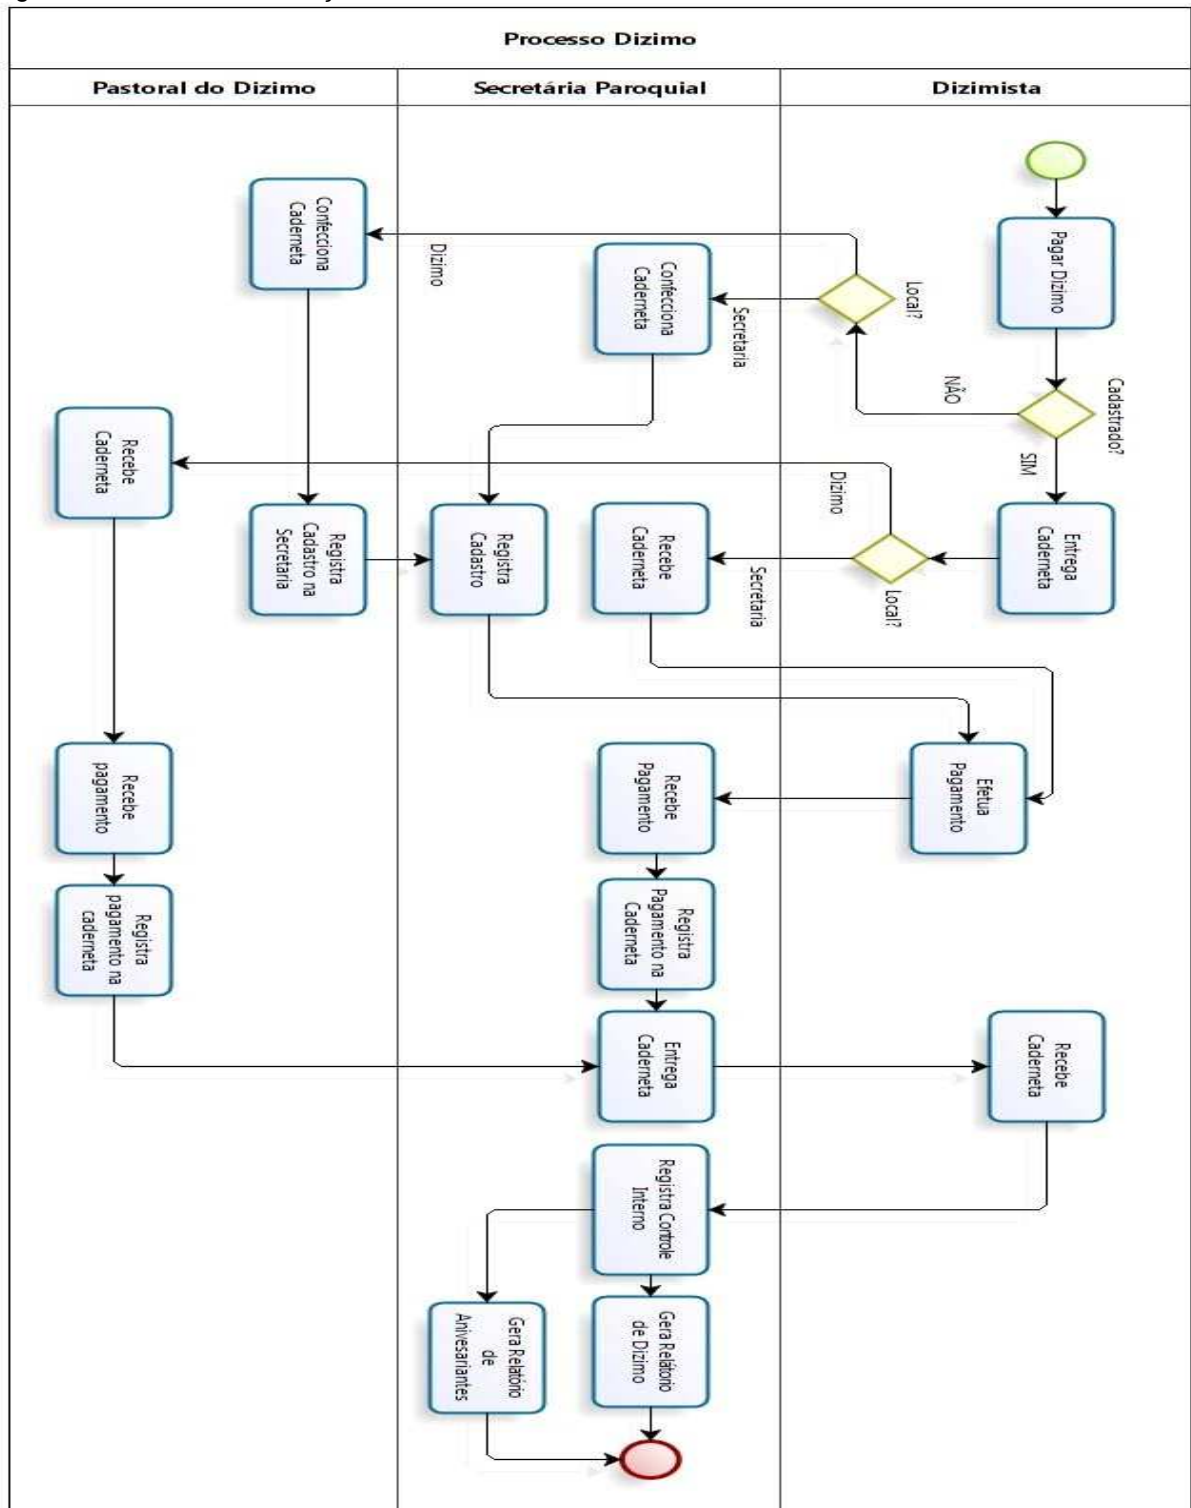 Processo Dizimo
Pastoral do Dizimo
Secretária Paroquial
Dizimista
Pagar Dizimo
Cadastrado?
NÃO
SIM
Local?
Dizimo
Secretaria
Confecciona
Caderneta
Confecciona
Caderneta
Entrega
Caderneta
Local?
Dizimo
Secretaria
Recebe
Caderneta
Recebe
Caderneta
Registra
Cadastro na
Secretaria
Registra
Cadastro
Efetua
Pagamento
Recebe
Pagamento
Recebe
pagamento
Registra
Pagamento na
Caderneta
Registra
pagamento na
caderneta
Entrega
Caderneta
Recebe
Caderneta
Registra Controle
Interno
Gera Relátorio
de Dizimo
Gera Relatório
de
Anivesariantes